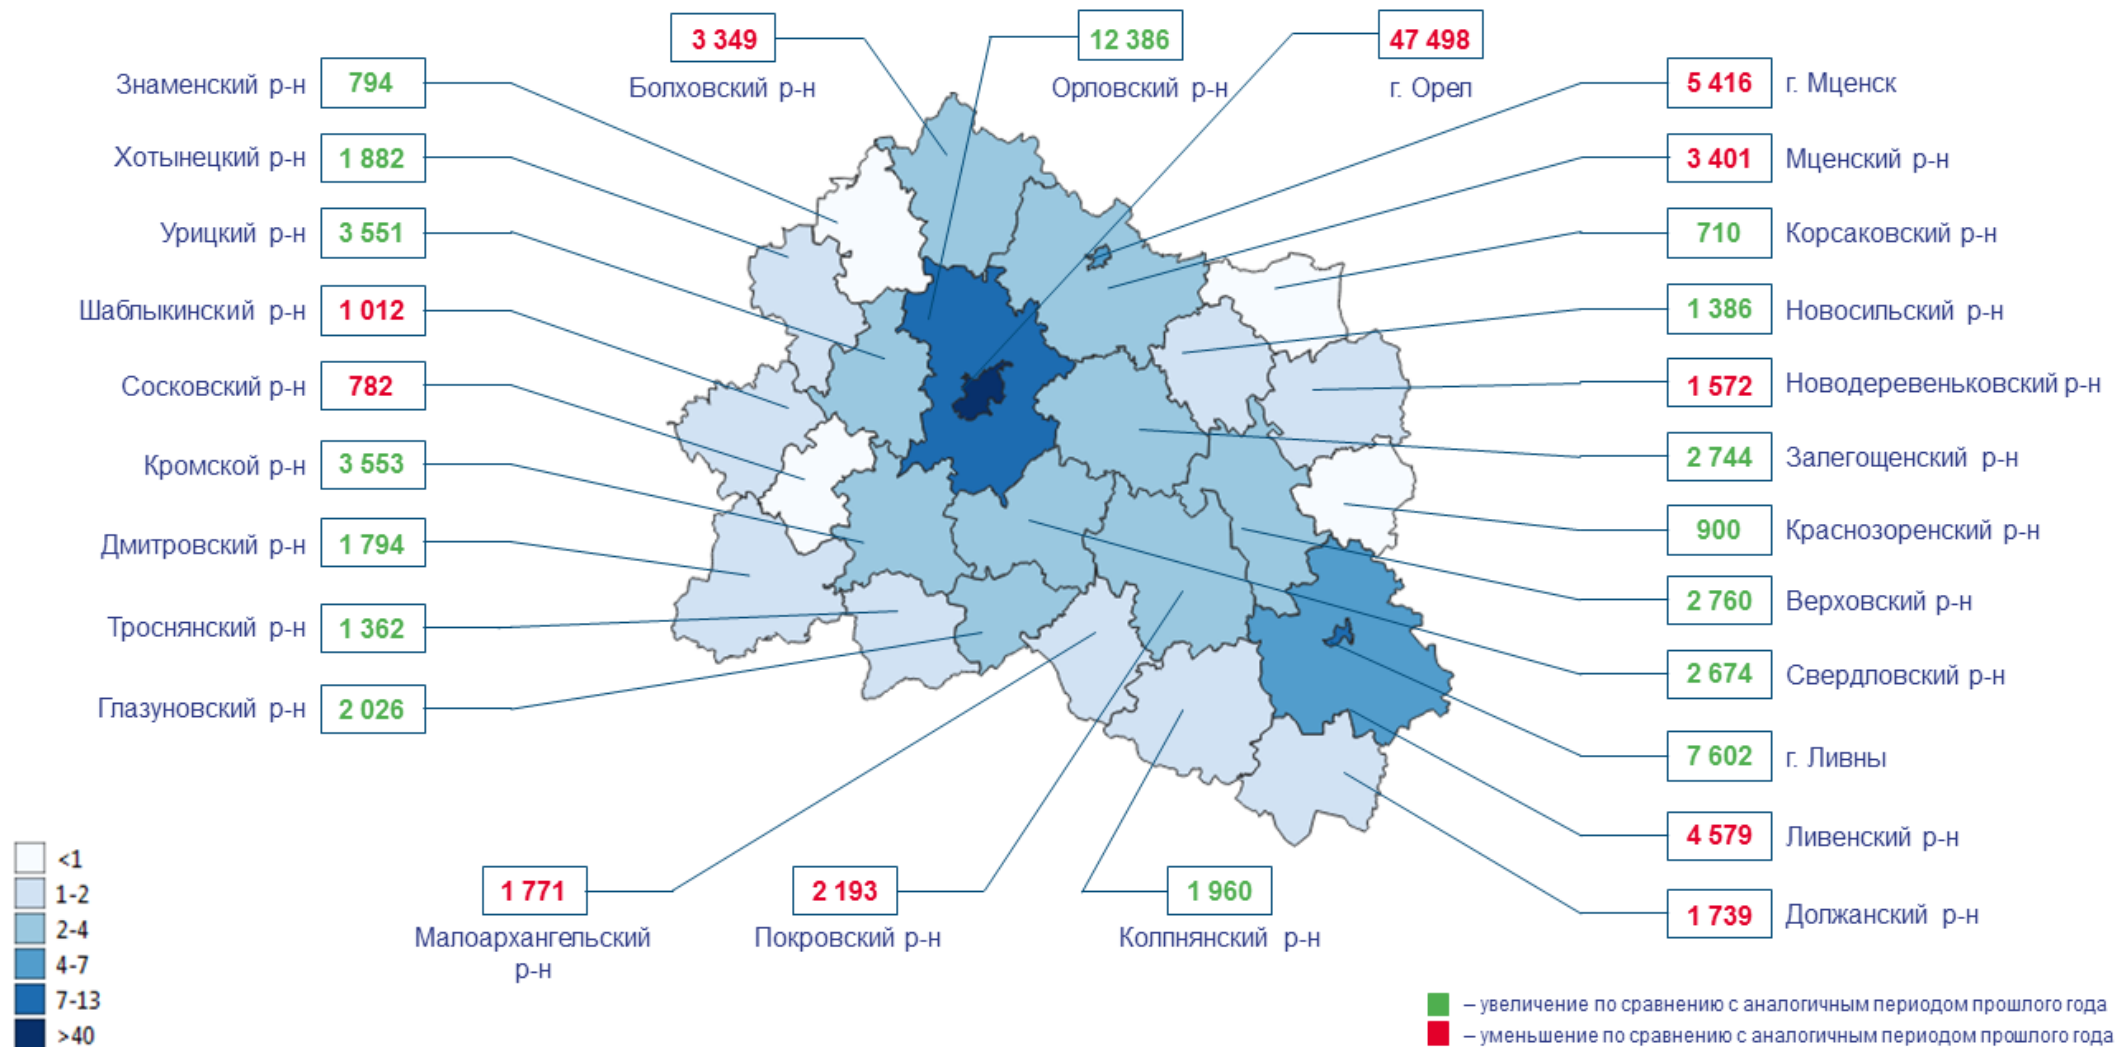 3 349
Болховский р-н
12 386
Орловский р-н
47 498
г. Орел
Знаменский р-н 794
Хотынецкий р-н 1 882
Урицкий р-н 3 551
Шаблыкинский р-н 1 012
Сосковский р-н 782
Кромской р-н 3 553
Дмитровский р-н 1 794
Троснянский р-н 1 362
Глазуновский р-н 2 026
5 416 г. Мценск
3 401 Мценский р-н
710 Корсаковский р-н
1 386 Новосильский р-н
1 572 Новодеревеньковский р-н
2 744 Залегощенский р-н
900 Краснозоренский р-н
2 760 Верховский р-н
2 674 Свердловский р-н
7 602 г. Ливны
4 579 Ливенский р-н
1 739 Должанский р-н
1 771
Малоархангельский
р-н
2 193
Покровский р-н
1 960
Колпнянский р-н
<1
1-2
2-4
4-7
7-13
>40
– увеличение по сравнению с аналогичным периодом прошлого года
– уменьшение по сравнению с аналогичным периодом прошлого года